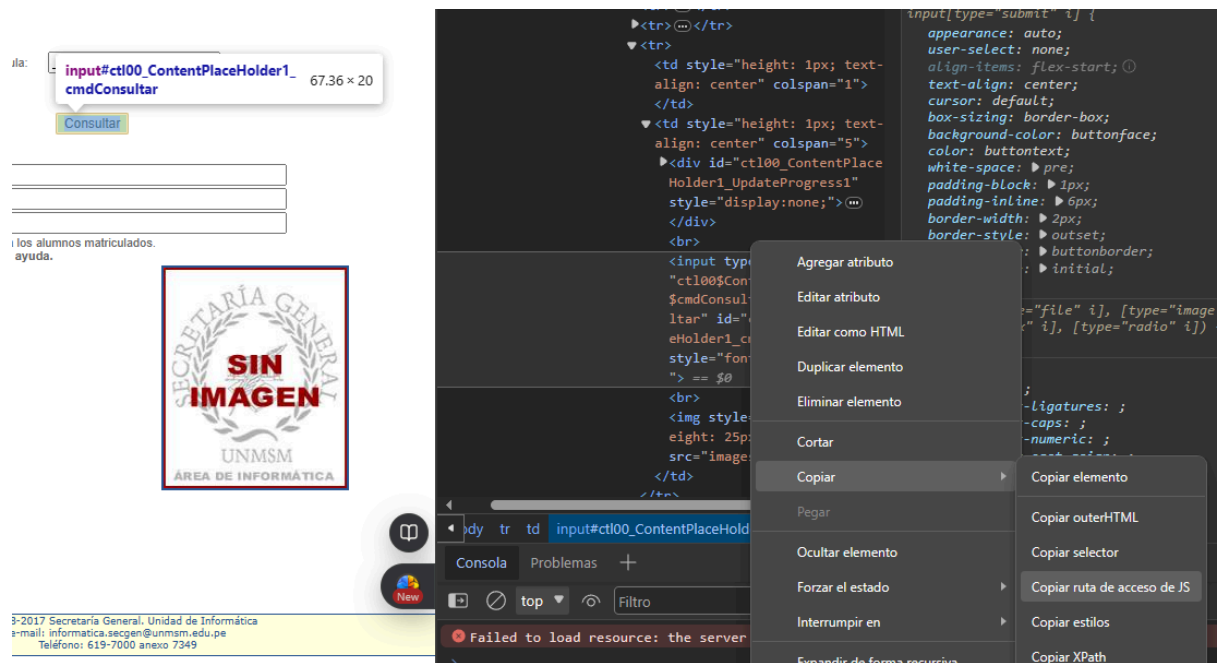 ula:
input#ctl00_ContentPlaceHolder1_
cmdConsultar
67.36 × 20
Consultar
los alumnos matriculados.
ayuda.
SECRETARÍA GENERAL
SIN
IMAGEN
UNMSM
ÁREA DE INFORMÁTICA
New
-2017 Secretaría General. Unidad de Informática
e-mail: informatica.secgen@unmsm.edu.pe
Teléfono: 619-7000 anexo 7349
<tr> ⋯ </tr>
<tr>
<td style="height: 1px; text-
align: center" colspan="1">
</td>
<td style="height: 1px; text-
align: center" colspan="5">
<div id="ctl00_ContentPlace
Holder1_UpdateProgress1"
style="display:none;"> ⋯
</div>
<br>
<input typ
"ctl00$Con
$cmdConsul
ltar" id="
eHolder1_c
style="fon
"> == $0
<br>
<img style
eight: 25p
src="image
</td>
</tr>
ody tr td input#ctl00_ContentPlaceHold
Consola Problemas
top
Filtro
Failed to load resource: the server
input[type="submit" i] {
appearance: auto;
user-select: none;
align-items: flex-start;
text-align: center;
cursor: default;
box-sizing: border-box;
background-color: buttonface;
color: buttontext;
white-space: pre;
padding-block: 1px;
padding-inline: 6px;
border-width: 2px;
border-style: outset;
: buttonborder;
: initial;
="file" i], [type="image
" i], [type="radio" i])
;
-ligatures: ;
-caps: ;
-numeric: ;
Agregar atributo
Editar atributo
Editar como HTML
Duplicar elemento
Eliminar elemento
Cortar
Copiar
Pegar
Ocultar elemento
Forzar el estado
Interrumpir en
Expandir de forma recursiva
Copiar elemento
Copiar outerHTML
Copiar selector
Copiar ruta de acceso de JS
Copiar estilos
Copiar XPath